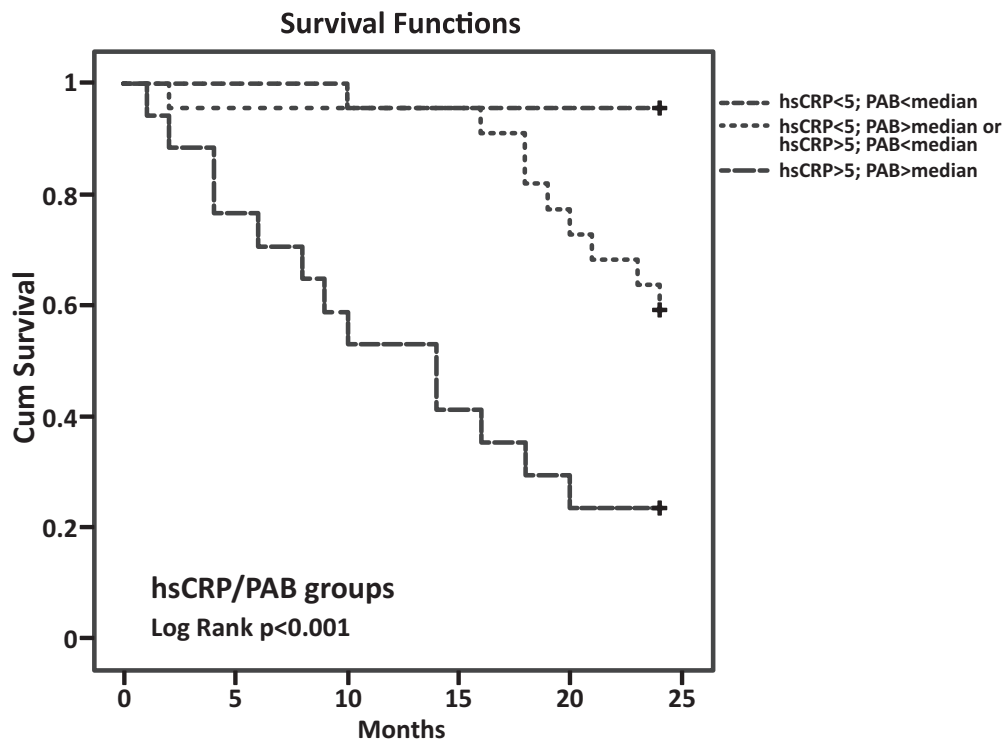 Survival Functions
1
0.8
0.6
0.4
0.2
0
Cum Survival
hsCRP/PAB groups
Log Rank p<0.001
0 5 10 15 20 25
Months
hsCRP<5; PAB<median
hsCRP<5; PAB>median or
hsCRP>5; PAB<median
hsCRP>5; PAB>median